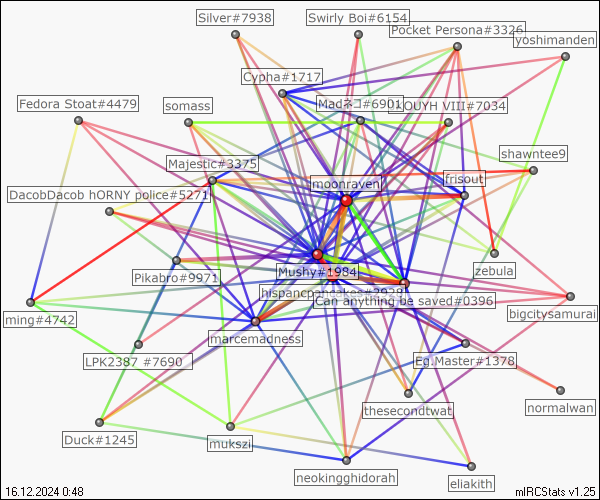 Silver#7938
Swirly Boi#6154
Pocket Persona#3326
yoshimanden
Cypha#1717
Fedora Stoat#4479
somass
Madネコ#6901
LOUYH VIII#7034
shawntee9
Majestic#3375
moonraven
frisout
DacobDacob hORNY police#5271
Mushy#1984
zebula
Pikabro#9971
hispanicpancakes#2928
Can anything be saved#0396
ming#4742
bigcitysamurai
marcemadness
LPK2387 #7690
Eg.Master#1378
thesecondtwat
normalwan
Duck#1245
mukszi
neokingghidorah
eliakith
16.12.2024 0:48
mIRCStats v1.25